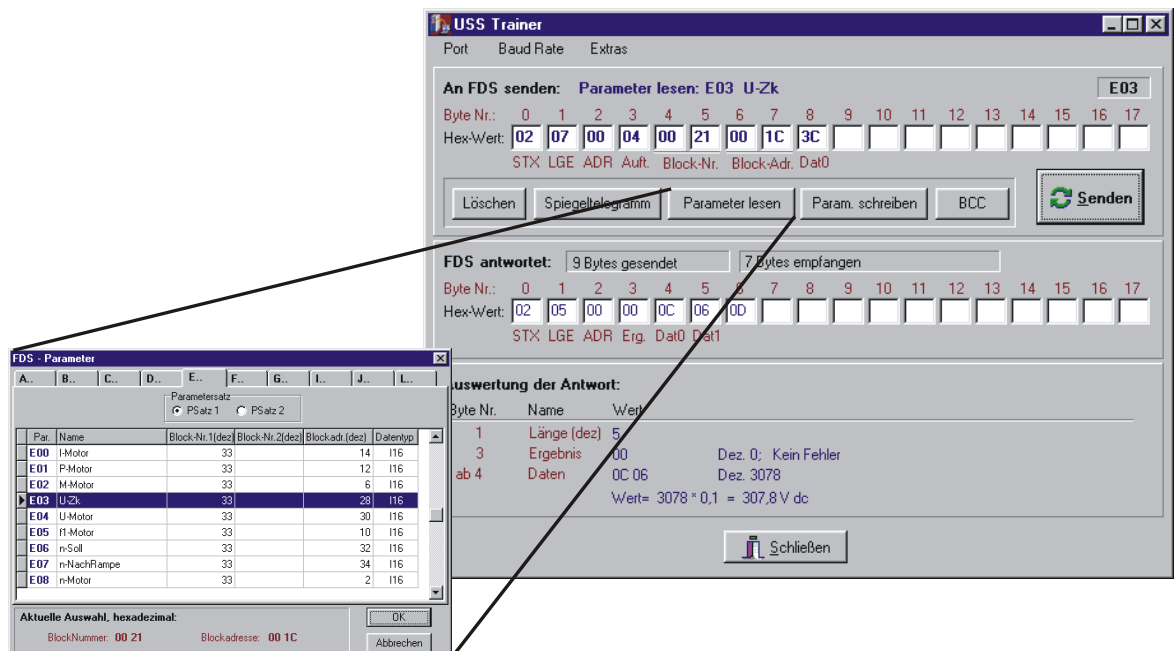 USS Trainer
Port Baud Rate Extras
An FDS senden: Parameter lesen: E03 U-Zk E03
Byte Nr.: 0 1 2 3 4 5 6 7 8 9 10 11 12 13 14 15 16 17
Hex-Wert: 02 07 00 04 00 21 00 1C 3C
STX LGE ADR Auft. Block-Nr. Block-Adr. Dat0
Löschen Spiegeltelegramm Parameter lesen Param. schreiben BCC Senden
FDS antwortet: 9 Bytes gesendet 7 Bytes empfangen
Byte Nr.: 0 1 2 3 4 5 6 7 8 9 10 11 12 13 14 15 16 17
Hex-Wert: 02 05 00 00 0C 06 0D
STX LGE ADR Erg. Dat0 Dat1
Auswertung der Antwort:
Byte Nr. Name Wert
1 Länge (dez) 5
3 Ergebnis 00 Dez. 0; Kein Fehler
ab 4 Daten 0C 06 Dez. 3078
Wert= 3078 * 0,1 = 307,8 V dc
Schließen
FDS - Parameter
A.. B.. C.. D.. E.. F.. G.. I.. J.. L..
Parametersatz
PSatz 1 PSatz 2
Par. Name Block-Nr.1(dez) Block-Nr.2(dez) Blockadr.(dez) Datentyp
E00 I-Motor 33 14 I16
E01 P-Motor 33 12 I16
E02 M-Motor 33 6 I16
E03 U-Zk 33 28 I16
E04 U-Motor 33 30 I16
E05 f1-Motor 33 10 I16
E06 n-Soll 33 32 I16
E07 n-NachRampe 33 34 I16
E08 n-Motor 33 2 I16
Aktuelle Auswahl, hexadezimal:
BlockNummer: 00 21 Blockadresse: 00 1C
OK
Abbrechen